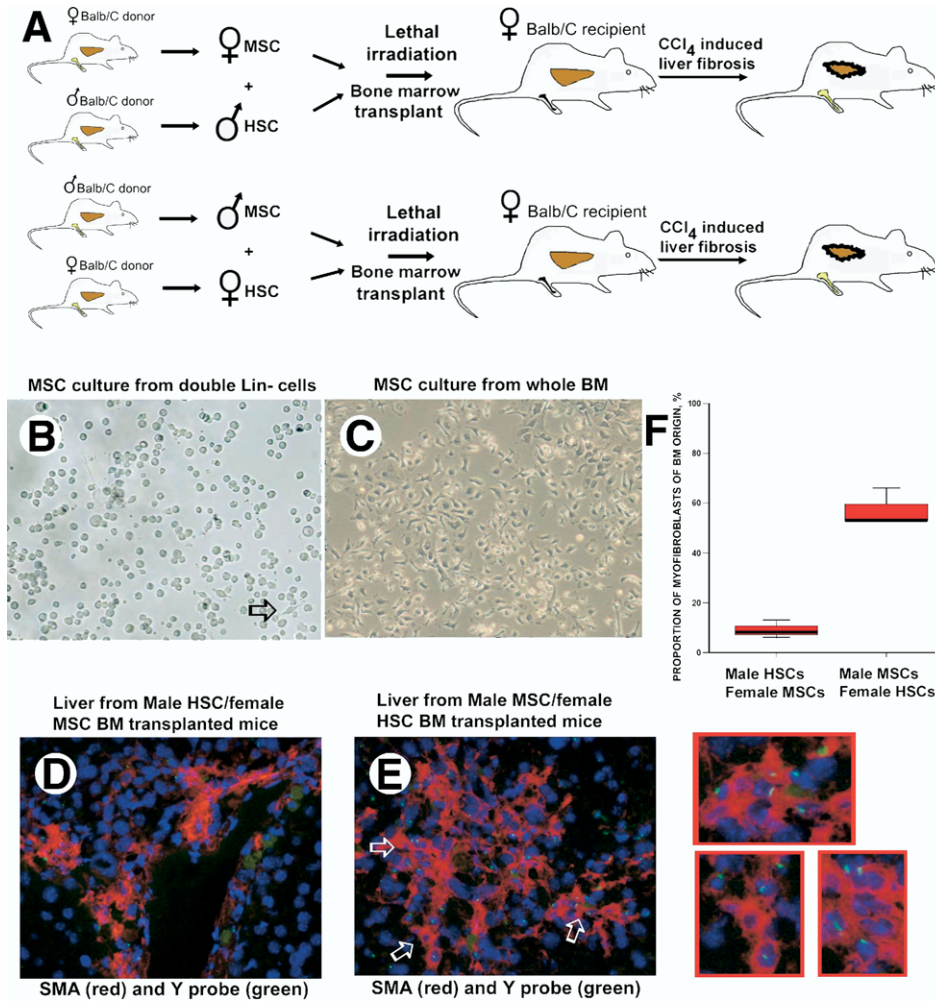 A
♀ Balb/C donor
♀ MSC
+
♂ Balb/C donor
♂ HSC
Lethal
irradiation
Bone marrow
transplant
♀ Balb/C recipient
CCl4 induced
liver fibrosis
♂ Balb/C donor
♂ MSC
+
♀ Balb/C donor
♀ HSC
Lethal
irradiation
Bone marrow
transplant
♀ Balb/C recipient
CCl4 induced
liver fibrosis
MSC culture from double Lin- cells
B
MSC culture from whole BM
C
F
PROPORTION OF MYOFIBROBLASTS OF BM ORIGIN, %
100
80
60
40
20
0
Male HSCs
Female MSCs
Male MSCs
Female HSCs
Liver from Male HSC/female
MSC BM transplanted mice
D
SMA (red) and Y probe (green)
Liver from Male MSC/female
HSC BM transplanted mice
E
SMA (red) and Y probe (green)